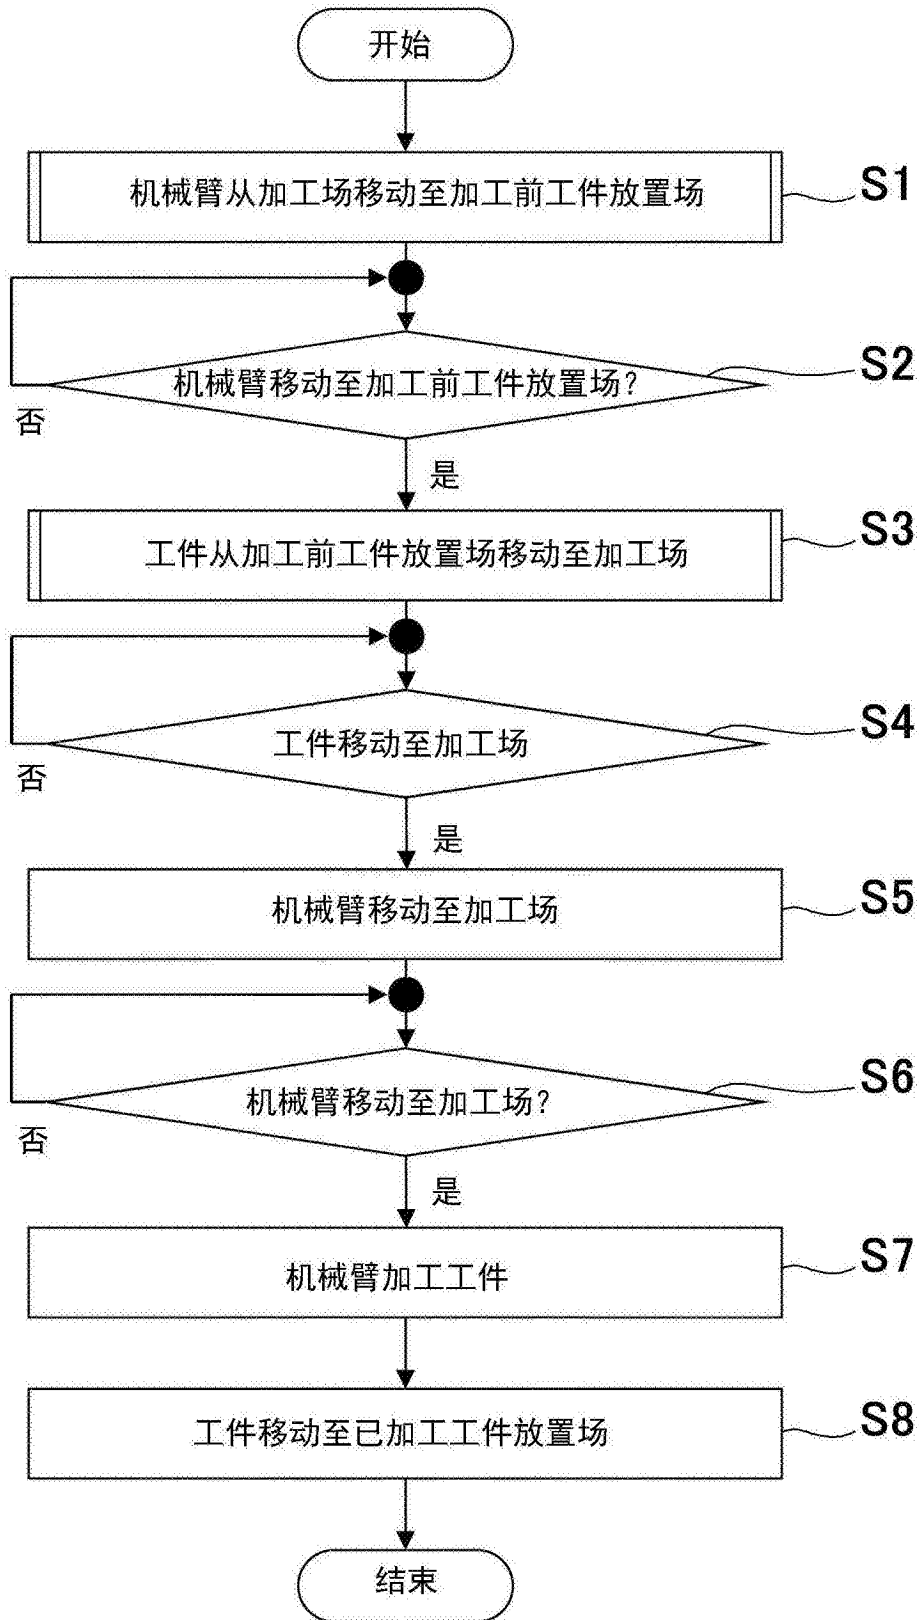 开始
机械臂从加工场移动至加工前工件放置场
S1
机械臂移动至加工前工件放置场?
S2
否
是
工件从加工前工件放置场移动至加工场
S3
工件移动至加工场
S4
否
是
机械臂移动至加工场
S5
机械臂移动至加工场?
S6
否
是
机械臂加工工件
S7
工件移动至已加工工件放置场
S8
结束